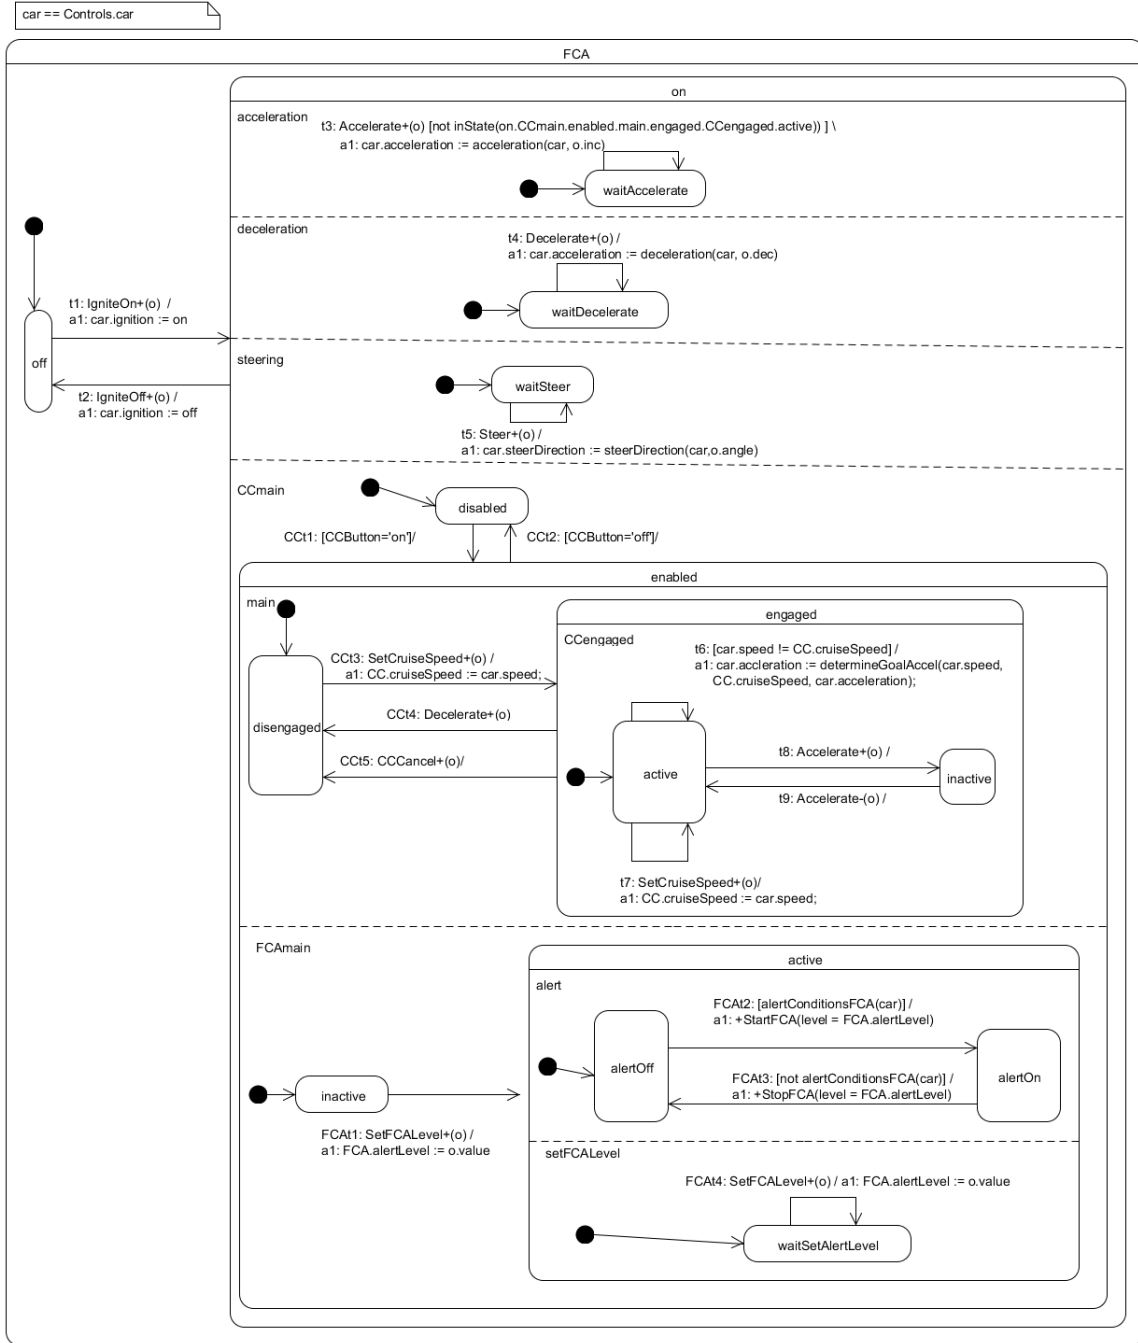 car == Controls.car
FCA
on
acceleration
t3: Accelerate+(o) [not inState(on.CCmain.enabled.main.engaged.CCengaged.active)) ] \
a1: car.acceleration := acceleration(car, o.inc)
waitAccelerate
deceleration
t4: Decelerate+(o) /
a1: car.acceleration := deceleration(car, o.dec)
waitDecelerate
t1: IgniteOn+(o) /
a1: car.ignition := on
off
t2: IgniteOff+(o) /
a1: car.ignition := off
steering
waitSteer
t5: Steer+(o) /
a1: car.steerDirection := steerDirection(car,o.angle)
CCmain
disabled
CCt1: [CCButton='on']/
CCt2: [CCButton='off']/
enabled
main
engaged
CCengaged
t6: [car.speed != CC.cruiseSpeed] /
a1: car.accleration := determineGoalAccel(car.speed,
CC.cruiseSpeed, car.acceleration);
CCt3: SetCruiseSpeed+(o) /
a1: CC.cruiseSpeed := car.speed;
CCt4: Decelerate+(o)
disengaged
CCt5: CCCancel+(o)/
active
t8: Accelerate+(o) /
inactive
t9: Accelerate-(o) /
t7: SetCruiseSpeed+(o)/
a1: CC.cruiseSpeed := car.speed;
FCAmain
active
alert
FCAt2: [alertConditionsFCA(car)] /
a1: +StartFCA(level = FCA.alertLevel)
alertOff
FCAt3: [not alertConditionsFCA(car)] /
a1: +StopFCA(level = FCA.alertLevel)
alertOn
inactive
FCAt1: SetFCALevel+(o) /
a1: FCA.alertLevel := o.value
setFCALevel
FCAt4: SetFCALevel+(o) / a1: FCA.alertLevel := o.value
waitSetAlertLevel